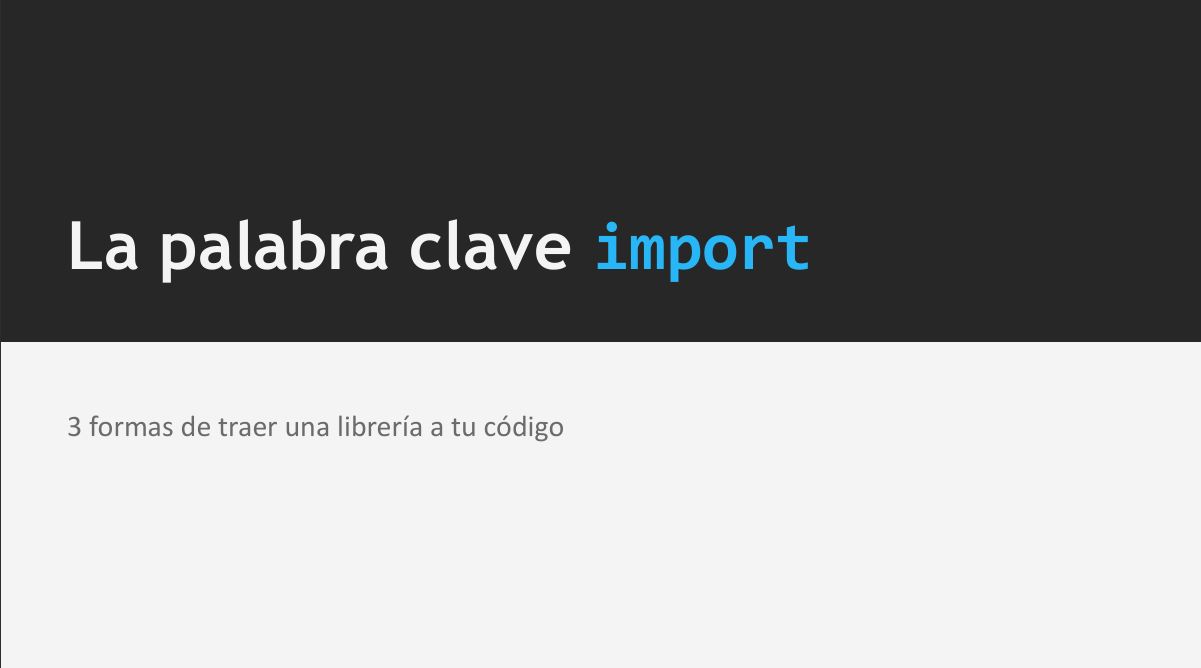 La palabra clave import
3 formas de traer una librería a tu código